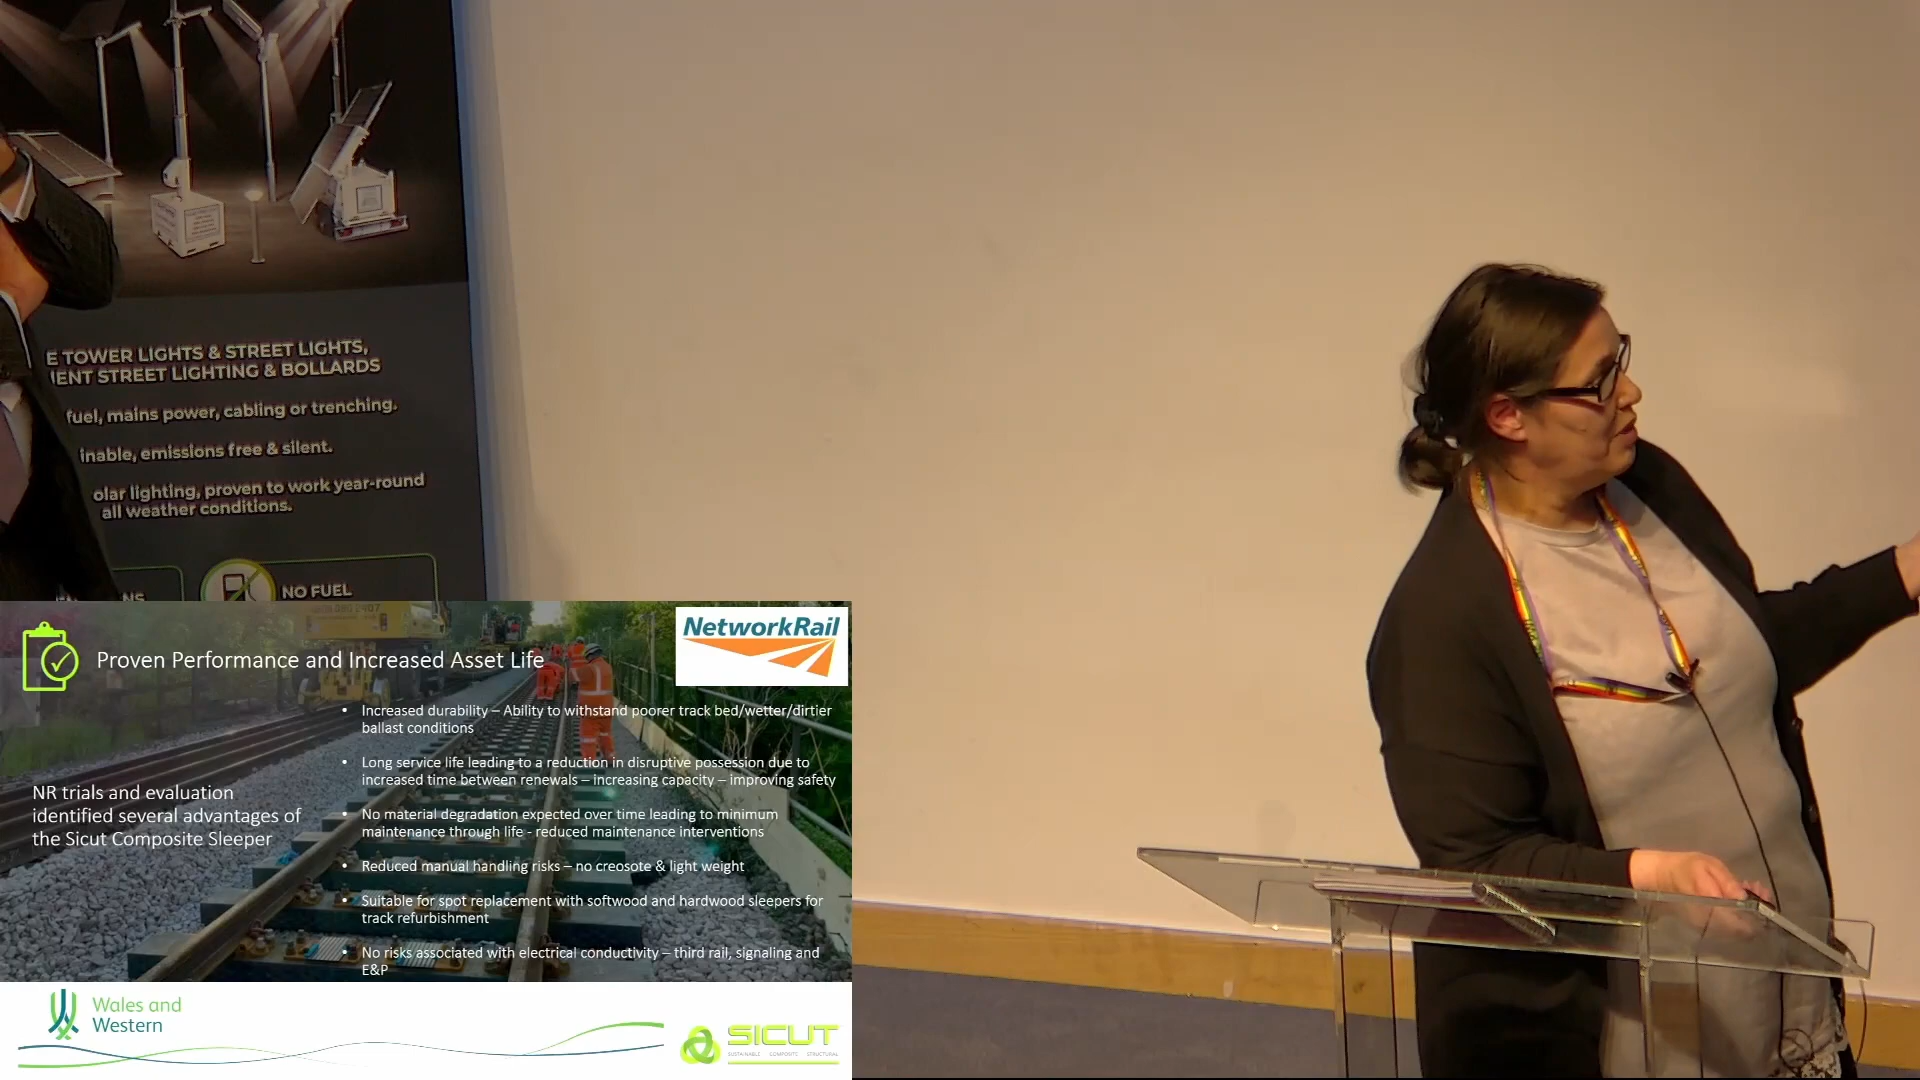 E TOWER LIGHTS & STREET LIGHTS,
IENT STREET LIGHTING & BOLLARDS
fuel, mains power, cabling or trenching.
inable, emissions free & silent.
olar lighting, proven to work year-round
all weather conditions.
NS
NO FUEL
Proven Performance and Increased Asset Life
NetworkRail
NR trials and evaluation
identified several advantages of
the Sicut Composite Sleeper
• Increased durability – Ability to withstand poorer track bed/wetter/dirtier
ballast conditions
• Long service life leading to a reduction in disruptive possession due to
increased time between renewals – increasing capacity – improving safety
• No material degradation expected over time leading to minimum
maintenance through life - reduced maintenance interventions
• Reduced manual handling risks – no creosote & light weight
• Suitable for spot replacement with softwood and hardwood sleepers for
track refurbishment
• No risks associated with electrical conductivity – third rail, signaling and
E&P
Wales and
Western
SICUT
SUSTAINABLE COMPOSITE STRUCTURAL